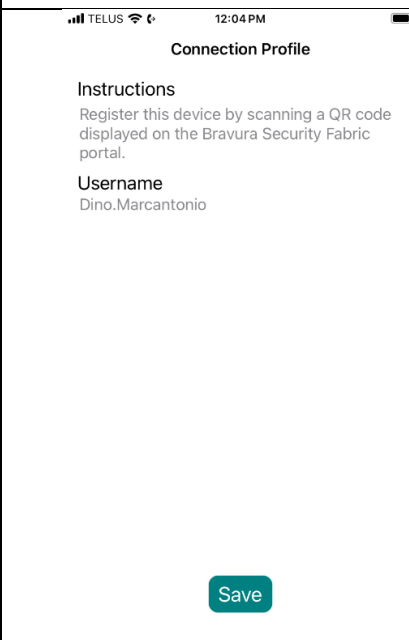 TELUS 12:04 PM
Connection Profile
Instructions
Register this device by scanning a QR code
displayed on the Bravura Security Fabric
portal.
Username
Dino.Marcantonio
Save